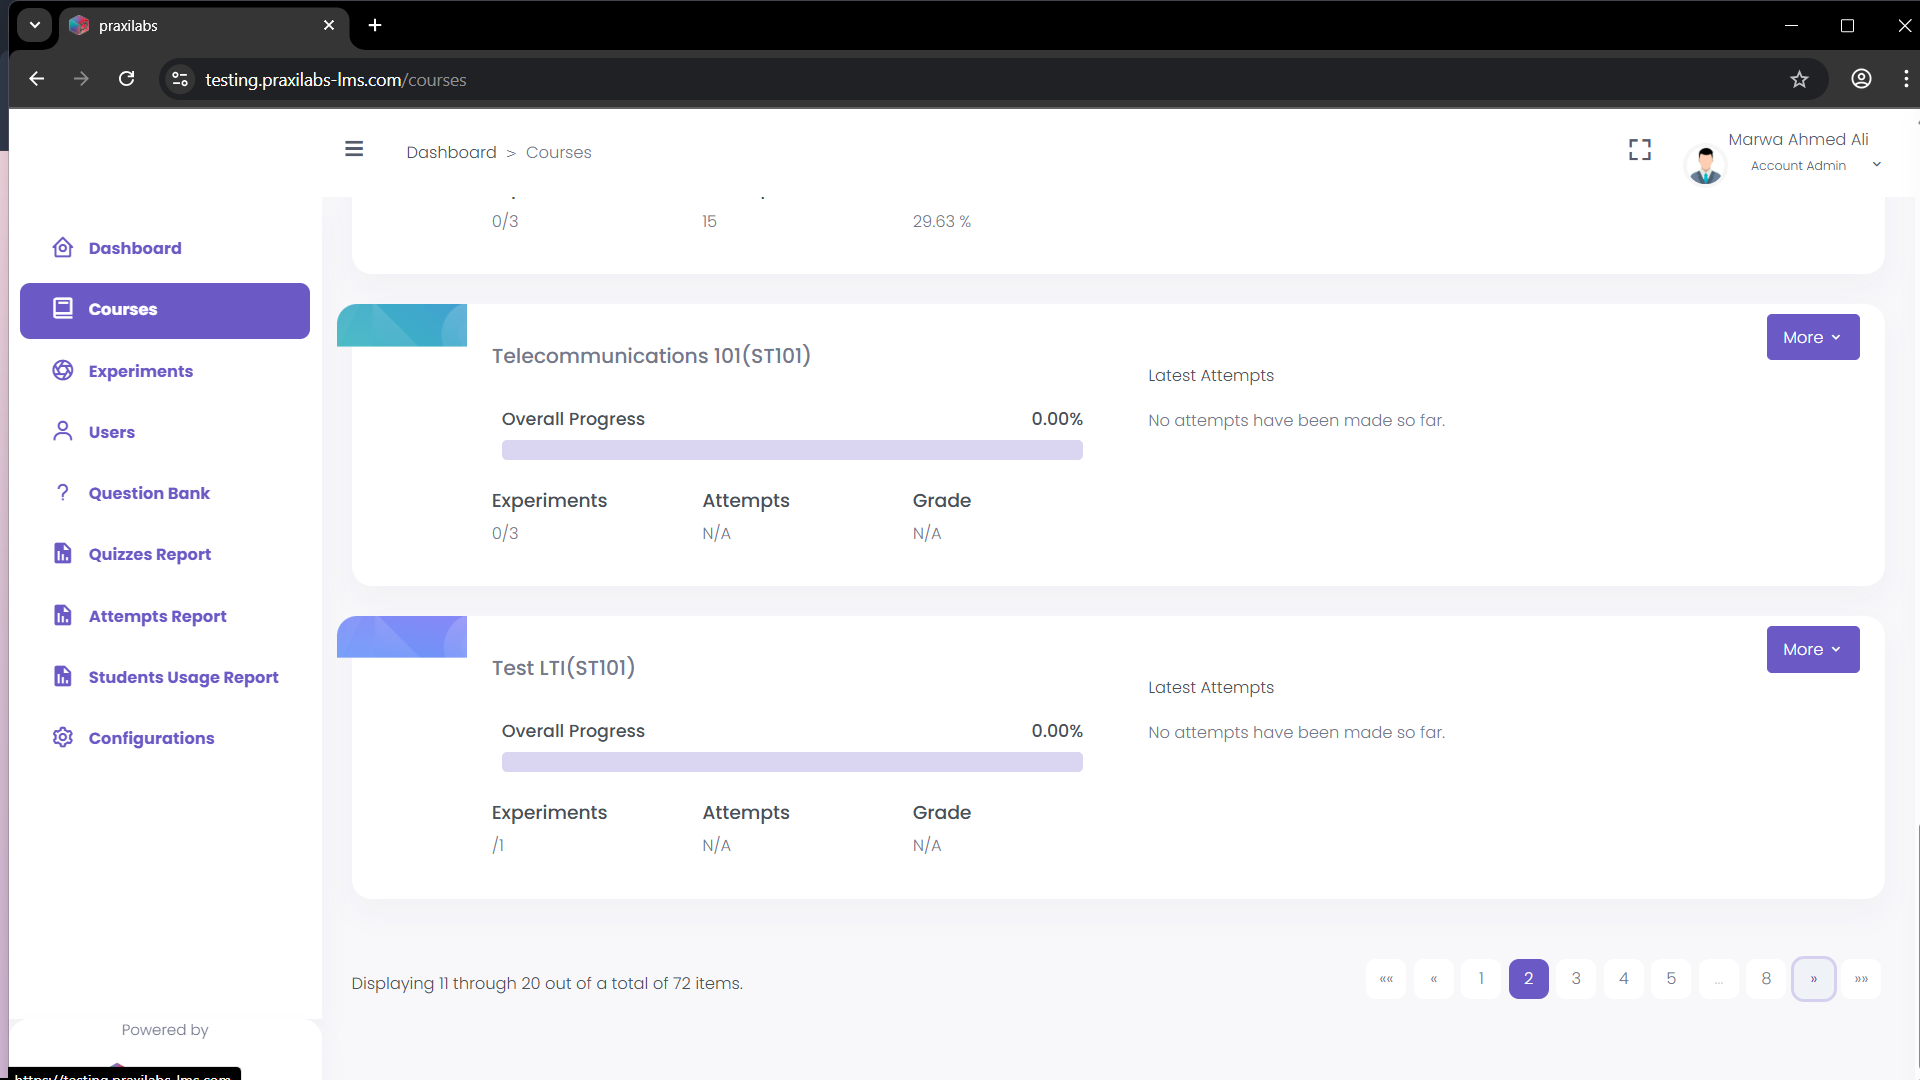 praxilabs
testing.praxilabs-lms.com/courses
Dashboard > Courses
Marwa Ahmed Ali
Account Admin
Dashboard
Courses
Experiments
Users
Question Bank
Quizzes Report
Attempts Report
Students Usage Report
Configurations
Powered by
0/3 15 29.63 %
Telecommunications 101(ST101)
More
Latest Attempts
Overall Progress 0.00%
No attempts have been made so far.
Experiments Attempts Grade
0/3 N/A N/A
Test LTI(ST101)
More
Latest Attempts
Overall Progress 0.00%
No attempts have been made so far.
Experiments Attempts Grade
/1 N/A N/A
Displaying 11 through 20 out of a total of 72 items.
«« « 1 2 3 4 5 ... 8 » »»
https://testing.praxilabs-lms.com